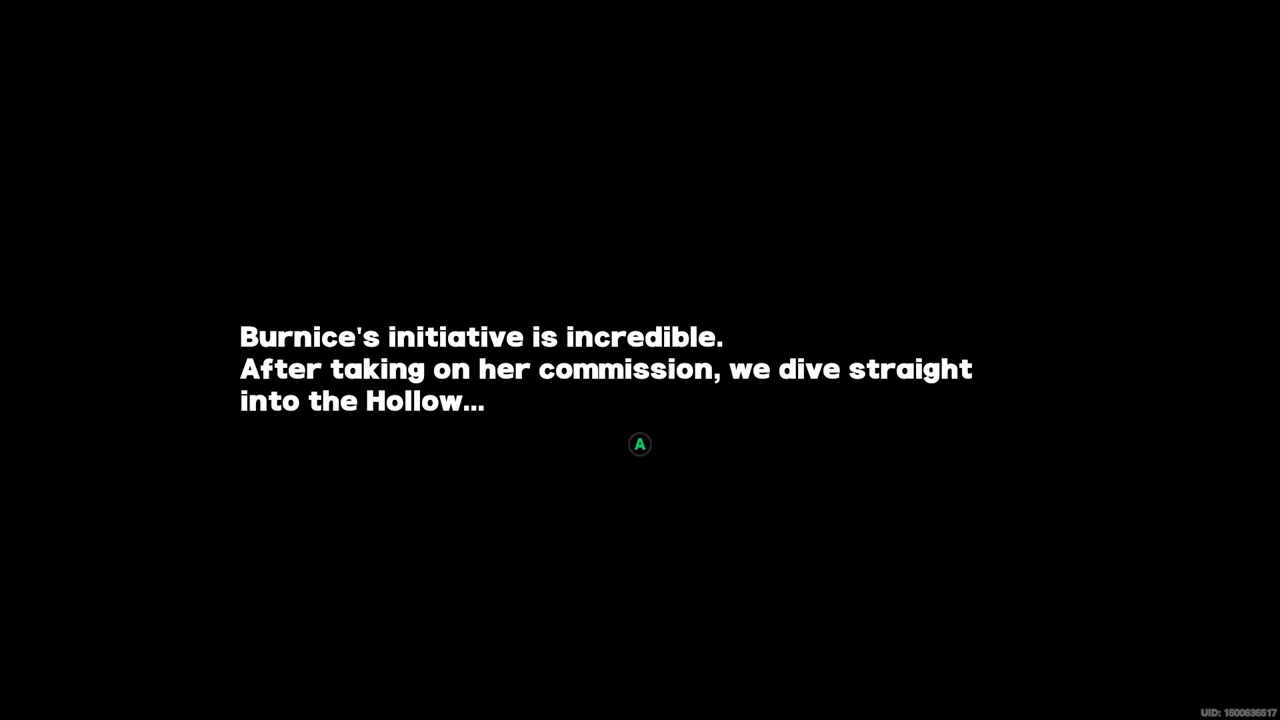 Burnice's initiative is incredible.
After taking on her commission, we dive straight
into the Hollow...
A
UID: 1500636517